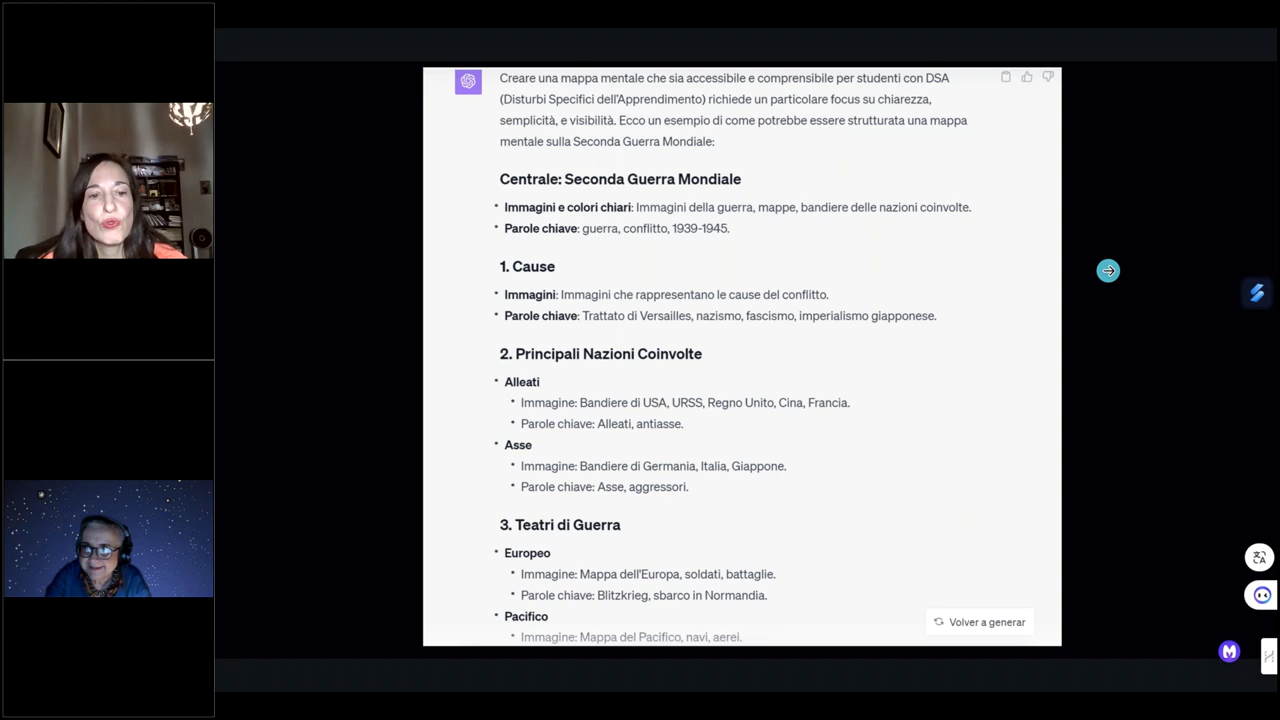 Creare una mappa mentale che sia accessibile e comprensibile per studenti con DSA
(Disturbi Specifici dell'Apprendimento) richiede un particolare focus su chiarezza,
semplicità, e visibilità. Ecco un esempio di come potrebbe essere strutturata una mappa
mentale sulla Seconda Guerra Mondiale:
Centrale: Seconda Guerra Mondiale
• Immagini e colori chiari: Immagini della guerra, mappe, bandiere delle nazioni coinvolte.
• Parole chiave: guerra, conflitto, 1939-1945.
1. Cause
• Immagini: Immagini che rappresentano le cause del conflitto.
• Parole chiave: Trattato di Versailles, nazismo, fascismo, imperialismo giapponese.
2. Principali Nazioni Coinvolte
• Alleati
• Immagine: Bandiere di USA, URSS, Regno Unito, Cina, Francia.
• Parole chiave: Alleati, antiasse.
• Asse
• Immagine: Bandiere di Germania, Italia, Giappone.
• Parole chiave: Asse, aggressori.
3. Teatri di Guerra
• Europeo
• Immagine: Mappa dell'Europa, soldati, battaglie.
• Parole chiave: Blitzkrieg, sbarco in Normandia.
• Pacifico
• Immagine: Mappa del Pacifico, navi, aerei.
Volver a generar